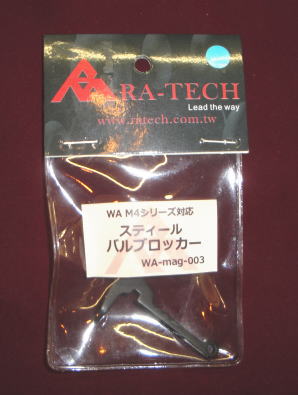 RA-TECH
Lead the way
www.ratech.com.tw
WA M4シリーズ対応
スティール
バルブロッカー
WA-mag-003